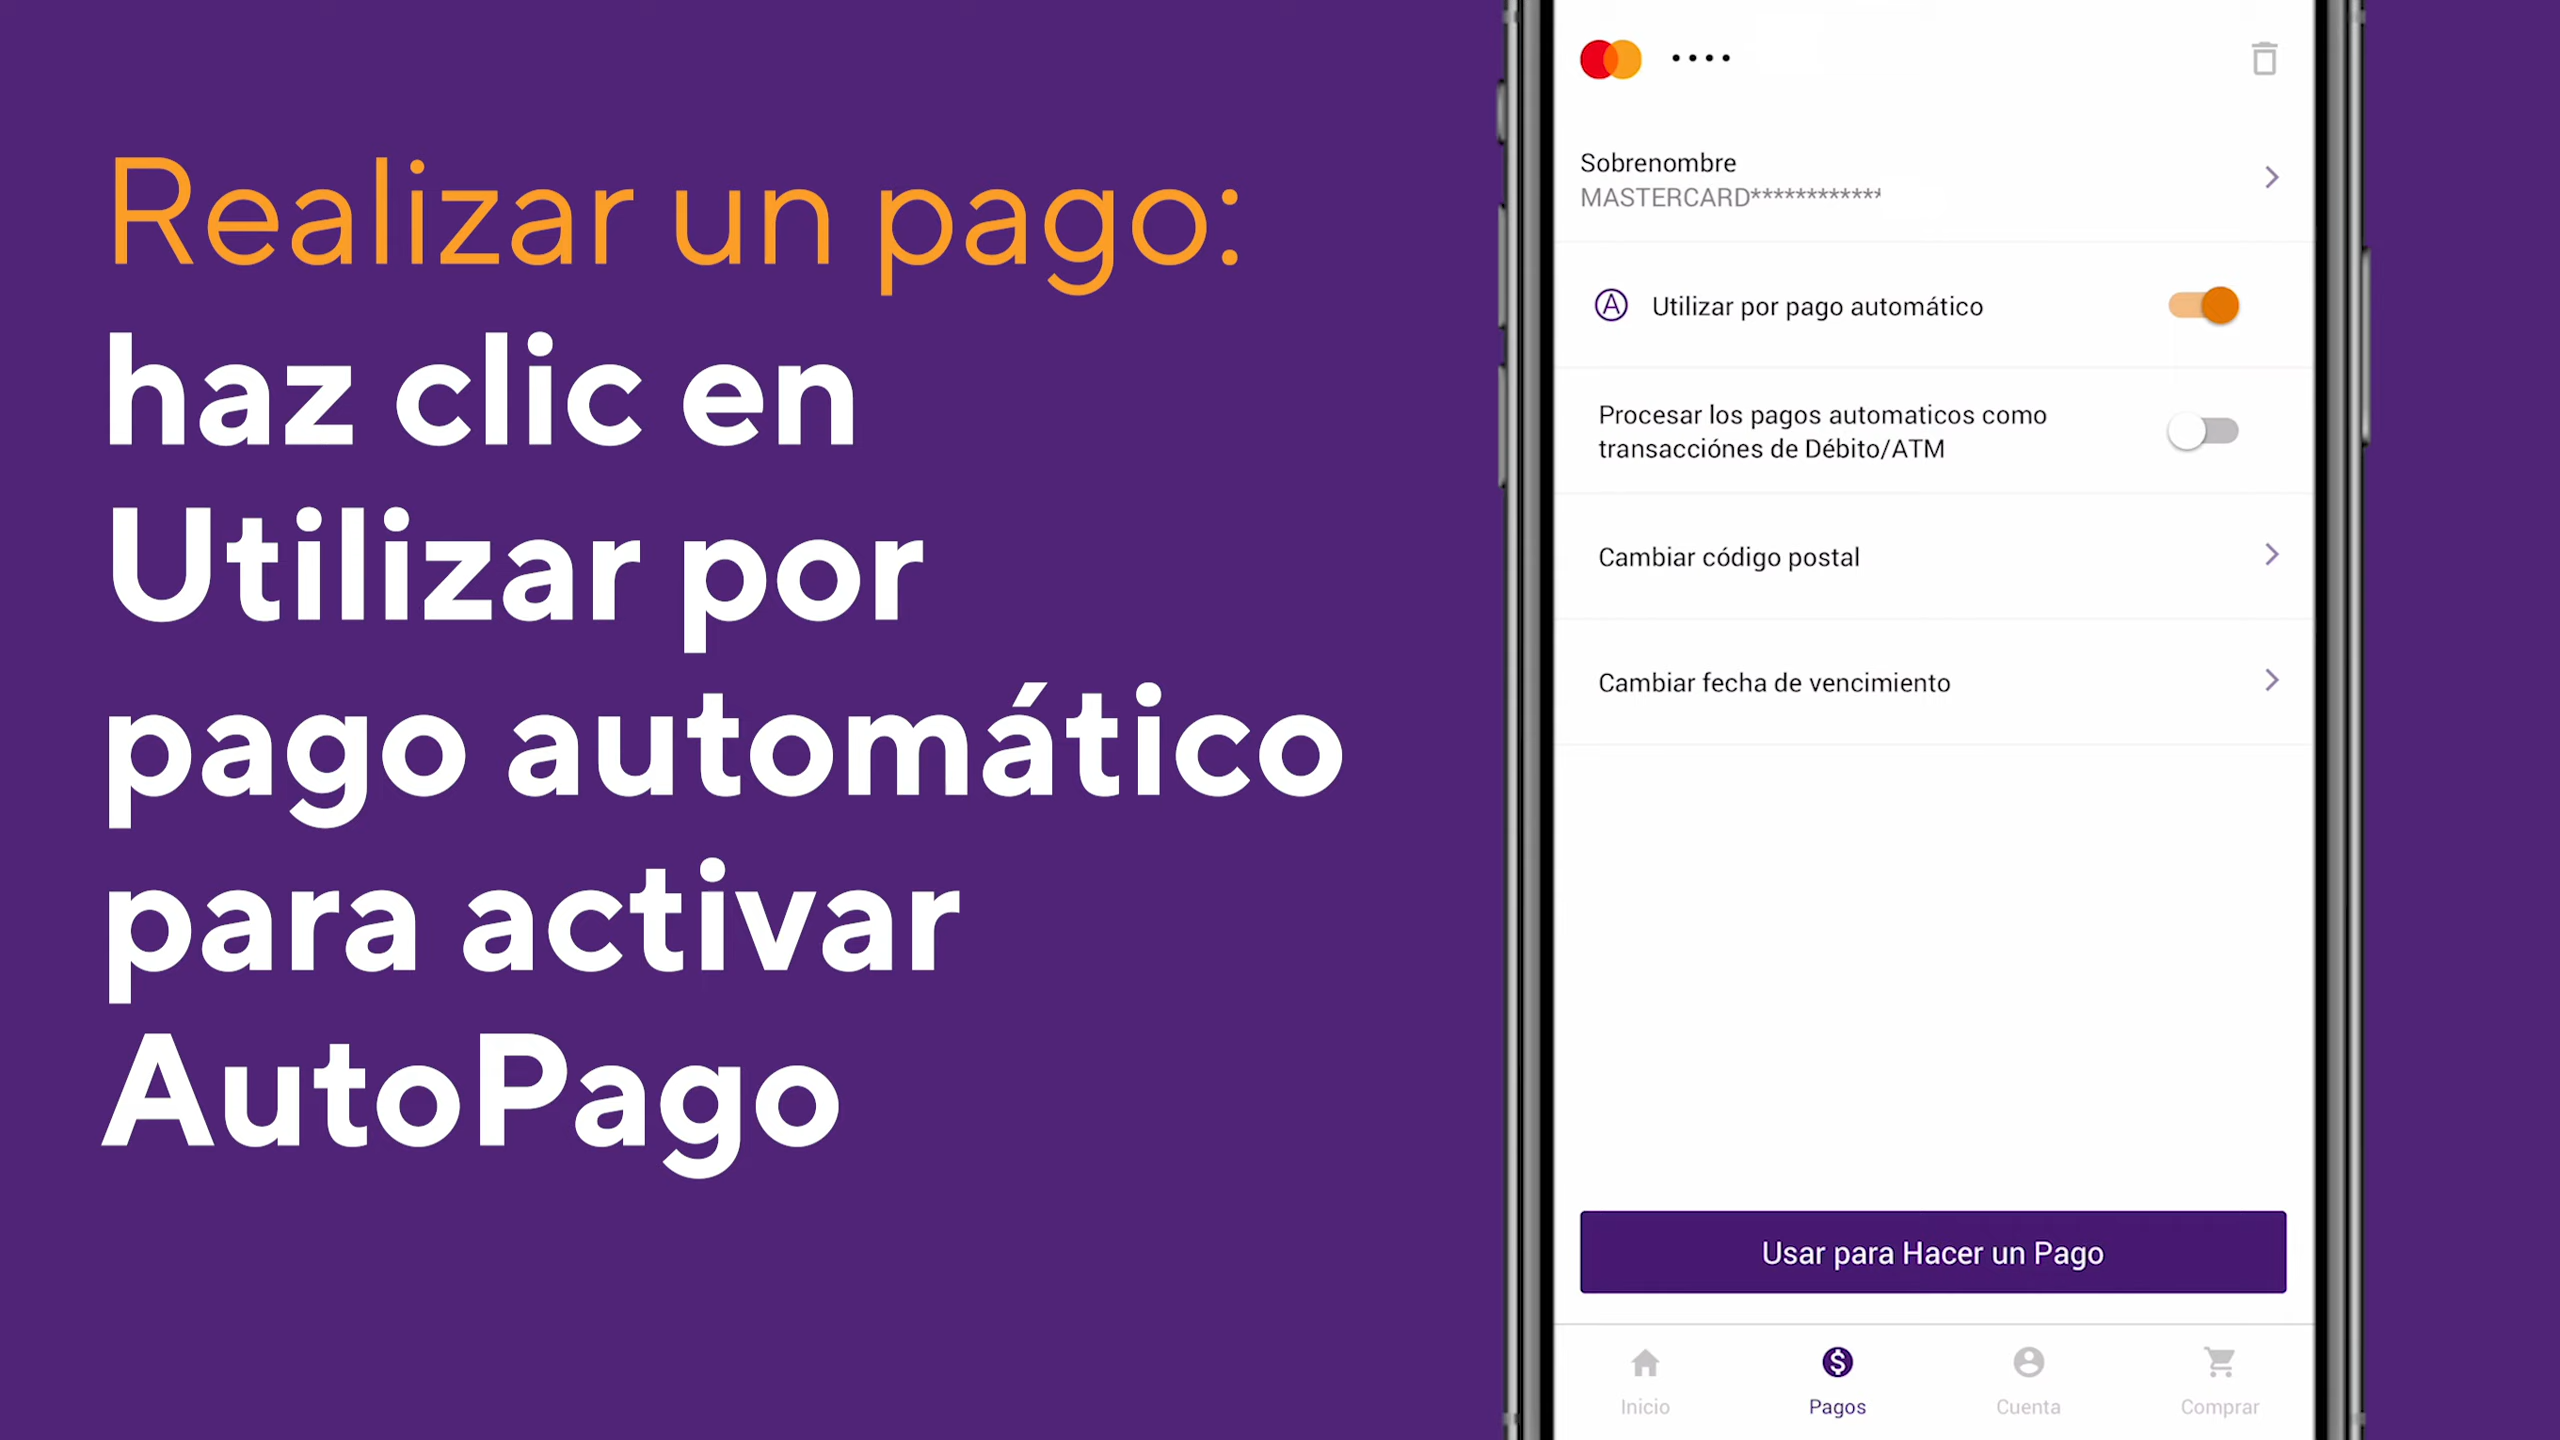 Realizar un pago:
haz clic en
Utilizar por
pago automático
para activar
AutoPago
••••
Sobrenombre
MASTERCARD************
Utilizar por pago automático
Procesar los pagos automaticos como
transacciónes de Débito/ATM
Cambiar código postal
Cambiar fecha de vencimiento
Usar para Hacer un Pago
Inicio
Pagos
Cuenta
Comprar